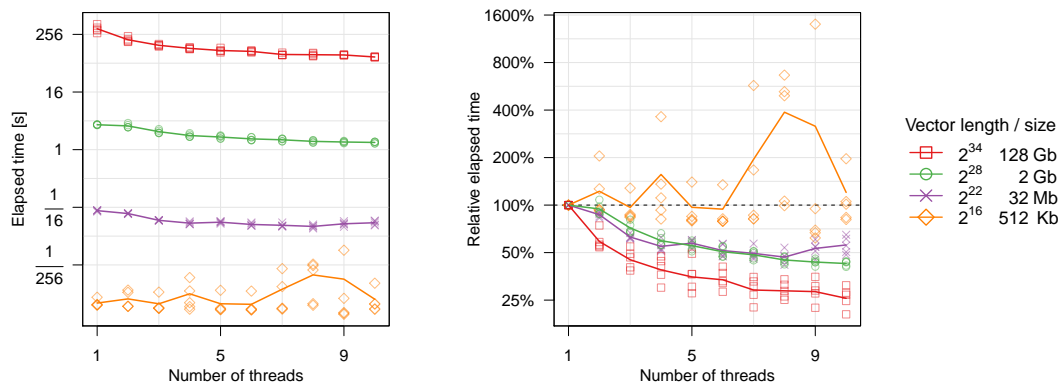 256
16
1
1
16
1
256
Elapsed time [s]
1 5 9
Number of threads
1600%
400%
200%
100%
50%
25%
Relative elapsed time
1 5 9
Number of threads
Vector length / size
2^34 128 Gb
2^28 2 Gb
2^22 32 Mb
2^16 512 Kb